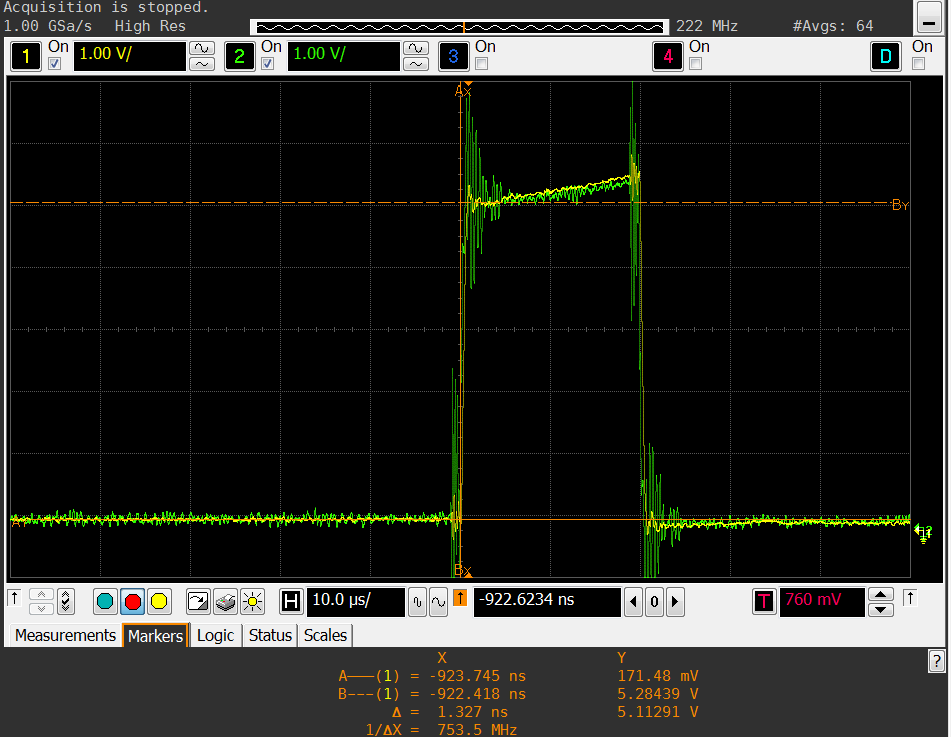 Acquisition is stopped.
1.00 GSa/s High Res 222 MHz #Avgs: 64
1 On 1.00 V/ 2 On 1.00 V/ 3 On 4 On D On
AX
BY
AY
BX
H 10.0 µs/ -922.6234 ns 0 T 760 mV
Measurements Markers Logic Status Scales
?
X Y
A———(1) = -923.745 ns 171.48 mV
B---(1) = -922.418 ns 5.28439 V
Δ = 1.327 ns 5.11291 V
1/ΔX = 753.5 MHz